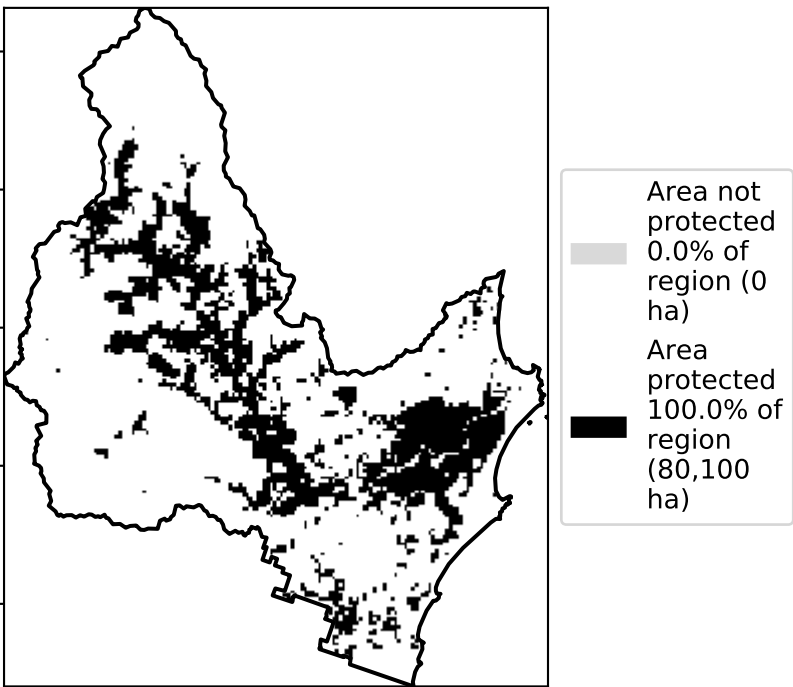 Area not
protected
0.0% of
region (0
ha)
Area
protected
100.0% of
region
(80,100
ha)